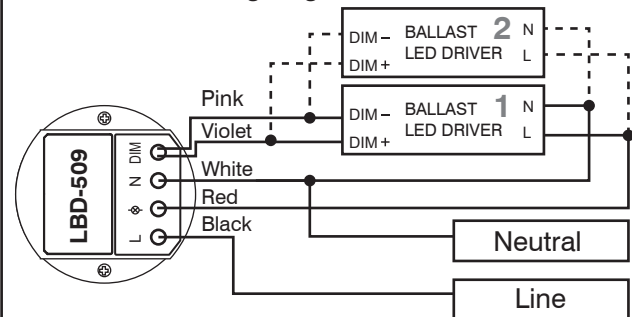 DIM – BALLAST 2 N
DIM + LED DRIVER L
Pink
DIM – BALLAST 1 N
DIM + LED DRIVER L
Violet
White
Red
Black
LBD-509
DIM
N
L
Neutral
Line